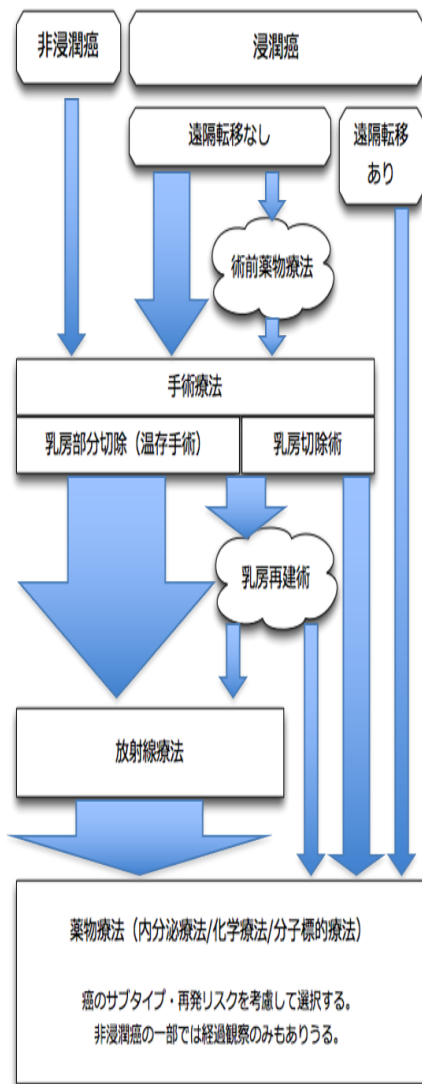 非浸潤癌
浸潤癌
遠隔転移なし
遠隔転移
あり
術前薬物療法
手術療法
乳房部分切除（温存手術）
乳房切除術
乳房再建術
放射線療法
薬物療法（内分泌療法/化学療法/分子標的療法）
癌のサブタイプ・再発リスクを考慮して選択する。
非浸潤癌の一部では経過観察のみもありうる。